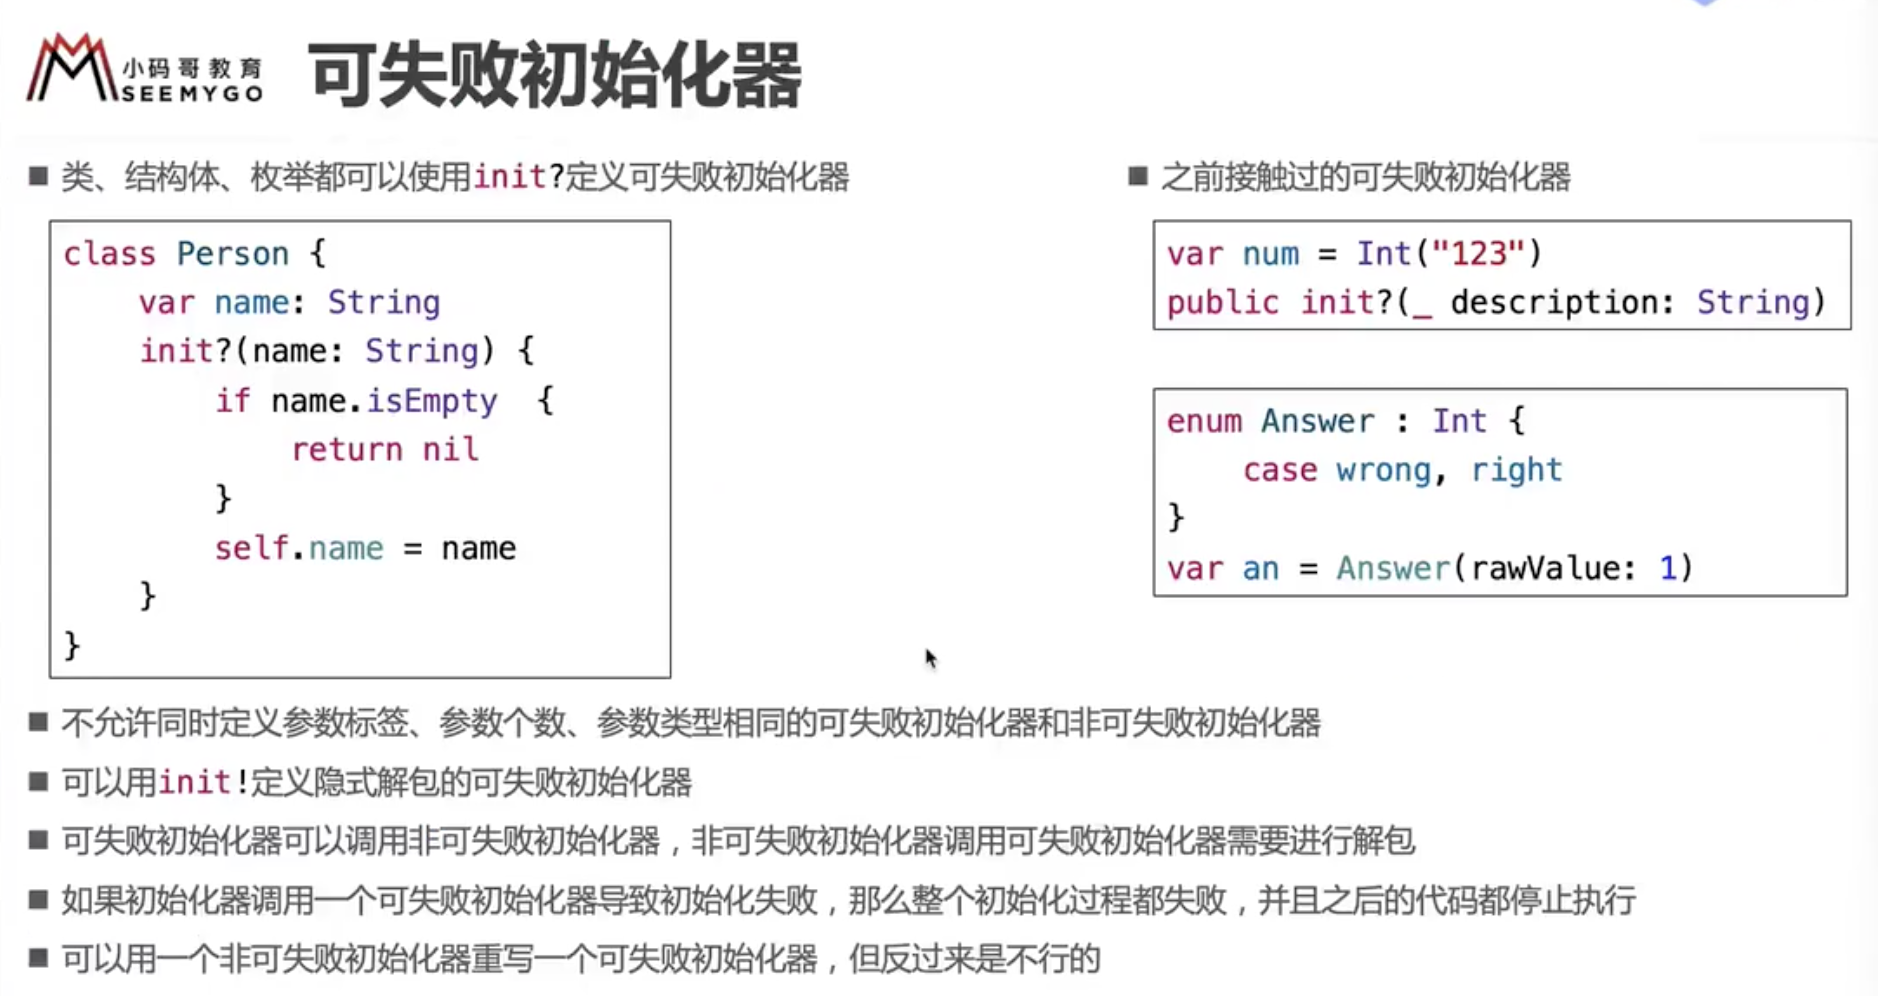 小码哥教育
SEEMYGO
可失败初始化器
■ 类、结构体、枚举都可以使用init?定义可失败初始化器
class Person {
    var name: String
    init?(name: String) {
        if name.isEmpty  {
            return nil
        }
        self.name = name
    }
}
■ 之前接触过的可失败初始化器
var num = Int("123")
public init?(_ description: String)
enum Answer : Int {
    case wrong, right
}
var an = Answer(rawValue: 1)
■ 不允许同时定义参数标签、参数个数、参数类型相同的可失败初始化器和非可失败初始化器
■ 可以用init!定义隐式解包的可失败初始化器
■ 可失败初始化器可以调用非可失败初始化器，非可失败初始化器调用可失败初始化器需要进行解包
■ 如果初始化器调用一个可失败初始化器导致初始化失败，那么整个初始化过程都失败，并且之后的代码都停止执行
■ 可以用一个非可失败初始化器重写一个可失败初始化器，但反过来是不行的